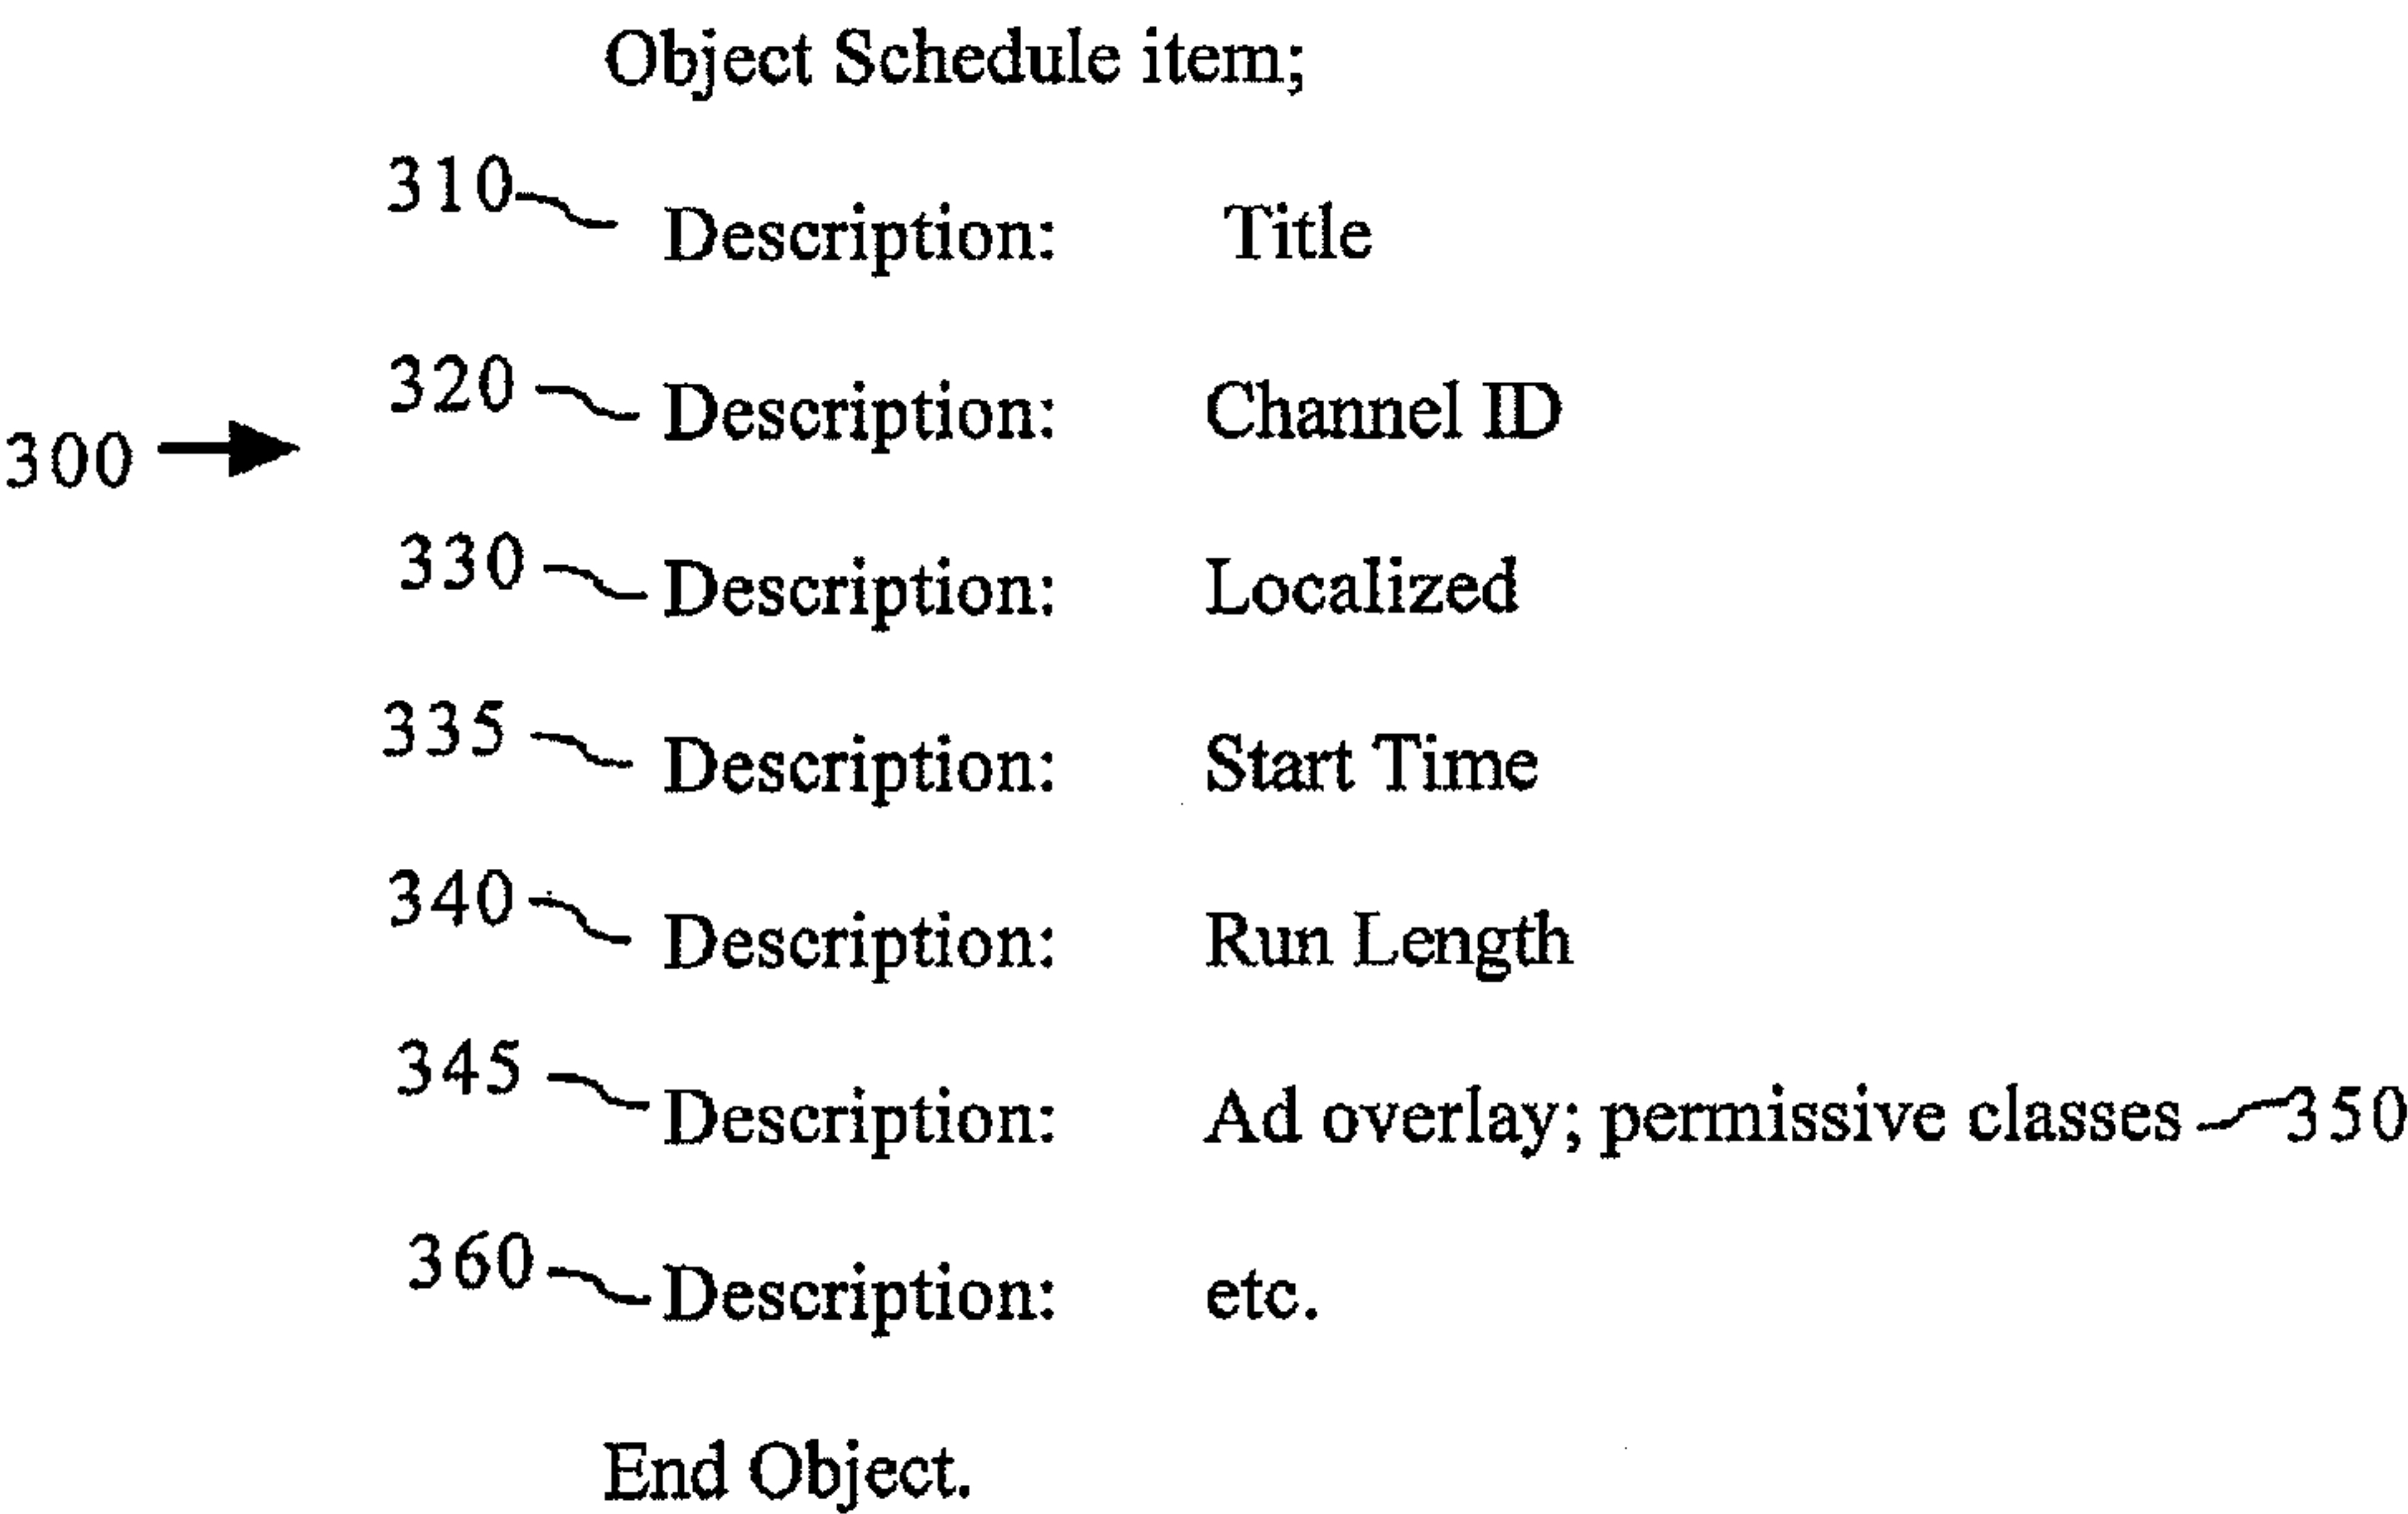 Object Schedule item;
310 Description: Title
320 Description: Channel ID
300
330 Description: Localized
335 Description: Start Time
340 Description: Run Length
345 Description: Ad overlay; permissive classes 350
360 Description: etc.
End Object.